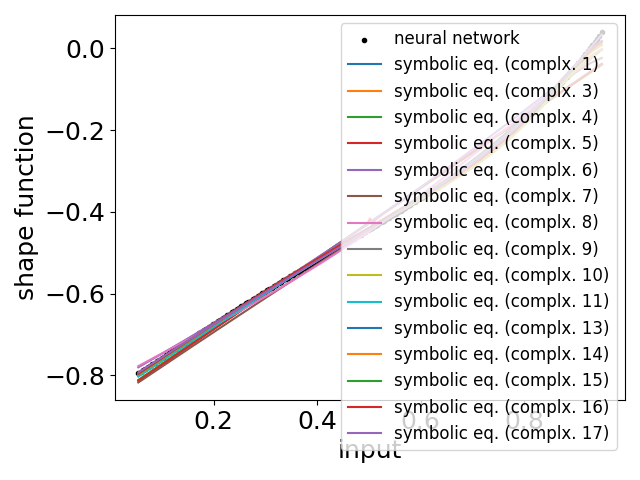 0.0
−0.2
−0.4
−0.6
−0.8
shape function
0.2
0.4
0.6
0.8
input
neural network
symbolic eq. (complx. 1)
symbolic eq. (complx. 3)
symbolic eq. (complx. 4)
symbolic eq. (complx. 5)
symbolic eq. (complx. 6)
symbolic eq. (complx. 7)
symbolic eq. (complx. 8)
symbolic eq. (complx. 9)
symbolic eq. (complx. 10)
symbolic eq. (complx. 11)
symbolic eq. (complx. 13)
symbolic eq. (complx. 14)
symbolic eq. (complx. 15)
symbolic eq. (complx. 16)
symbolic eq. (complx. 17)